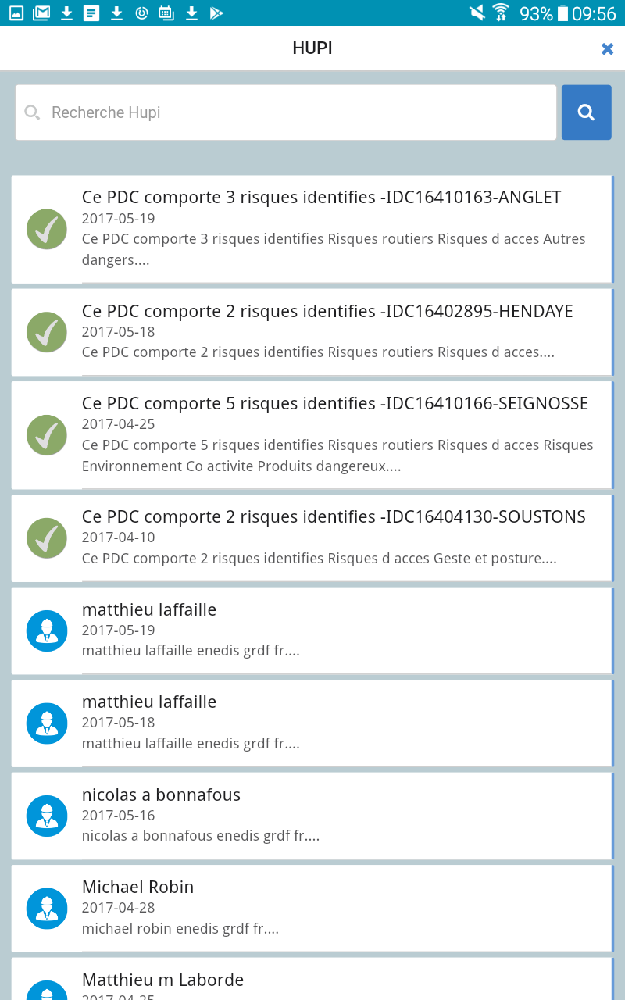 93% 09:56
HUPI
Recherche Hupi
Ce PDC comporte 3 risques identifies -IDC16410163-ANGLET
2017-05-19
Ce PDC comporte 3 risques identifies Risques routiers Risques d acces Autres
dangers....
Ce PDC comporte 2 risques identifies -IDC16402895-HENDAYE
2017-05-18
Ce PDC comporte 2 risques identifies Risques routiers Risques d acces....
Ce PDC comporte 5 risques identifies -IDC16410166-SEIGNOSSE
2017-04-25
Ce PDC comporte 5 risques identifies Risques routiers Risques d acces Risques
Environnement Co activite Produits dangereux....
Ce PDC comporte 2 risques identifies -IDC16404130-SOUSTONS
2017-04-10
Ce PDC comporte 2 risques identifies Risques d acces Geste et posture....
matthieu laffaille
2017-05-19
matthieu laffaille enedis grdf fr....
matthieu laffaille
2017-05-18
matthieu laffaille enedis grdf fr....
nicolas a bonnafous
2017-05-16
nicolas a bonnafous enedis grdf fr....
Michael Robin
2017-04-28
michael robin enedis grdf fr....
Matthieu m Laborde
2017-04-25